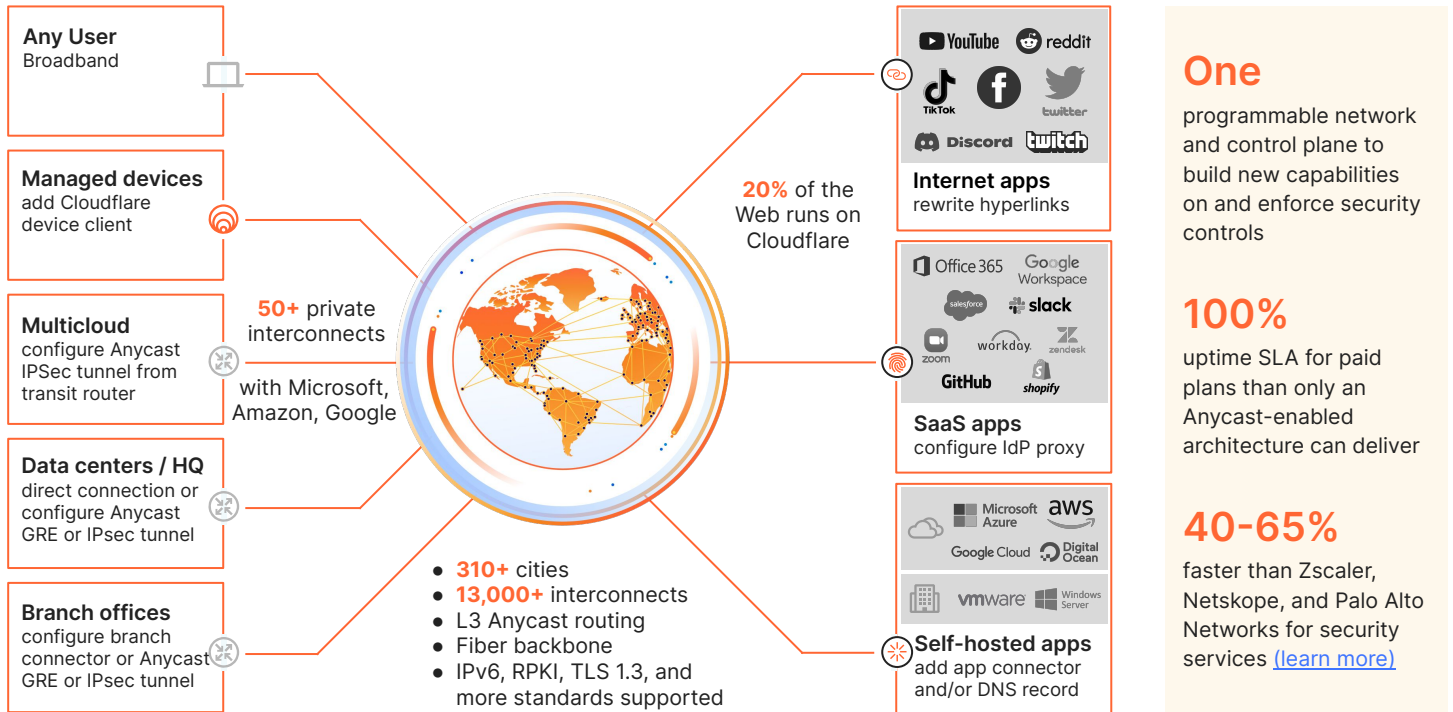 Any User
Broadband
Managed devices
add Cloudflare
device client
Multicloud
configure Anycast
IPSec tunnel from
transit router
Data centers / HQ
direct connection or
configure Anycast
GRE or IPsec tunnel
Branch offices
configure branch
connector or Anycast
GRE or IPsec tunnel
50+ private
interconnects
with Microsoft,
Amazon, Google
● 310+ cities
● 13,000+ interconnects
● L3 Anycast routing
● Fiber backbone
● IPv6, RPKI, TLS 1.3, and
more standards supported
20% of the
Web runs on
Cloudflare
YouTube
reddit
TikTok
twitter
Discord
twitch
Internet apps
rewrite hyperlinks
Office 365
Google
Workspace
salesforce
slack
zoom
workday.
zendesk
GitHub
shopify
SaaS apps
configure IdP proxy
Microsoft
Azure
aws
Google Cloud
Digital
Ocean
vmware
Windows
Server
Self-hosted apps
add app connector
and/or DNS record
One
programmable network
and control plane to
build new capabilities
on and enforce security
controls
100%
uptime SLA for paid
plans than only an
Anycast-enabled
architecture can deliver
40-65%
faster than Zscaler,
Netskope, and Palo Alto
Networks for security
services (learn more)